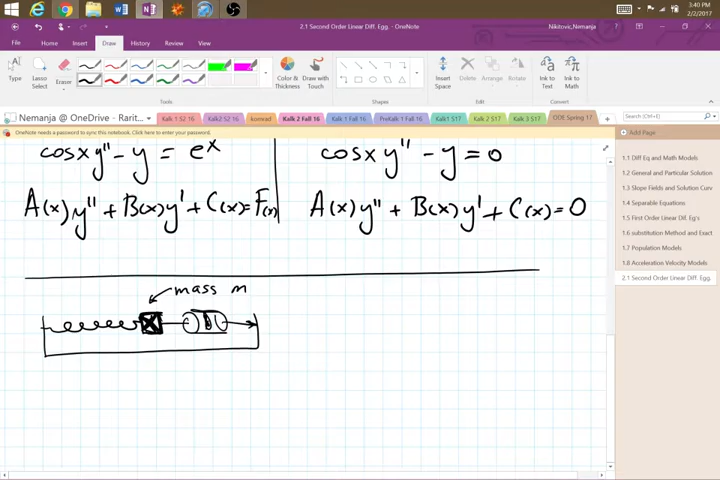 3:40 PM
2/2/2017
2.1 Second Order Linear Diff. Egg. - OneNote
Nikitovic, Nemanja
File Home Insert Draw History Review View
Type
Lasso Select
Eraser
Color & Thickness
Draw with Touch
Insert Space
Delete
Arrange
Rotate
Ink to Text
Ink to Math
Tools
Shapes
Edit
Convert
Nemanja @ OneDrive - Rarit...
Kalk 1 S2 16
Kalk2 S2 16
komrad
Kalk 2 Fall 16
Kalk 1 Fall 16
PreKalk 1 Fall 16
Kalk1 S17
Kalk 2 S17
Kalk 3 S17
ODE Spring 17
Search (Ctrl+E)
OneNote needs a password to sync this notebook. Click here to enter your password.
Add Page
1.1 Diff Eq and Math Models
1.2 General and Particular Solution
1.3 Slope Fields and Solution Curv
1.4 Separable Equations
1.5 First Order Linear Diff. Eg's
1.6 substitution Method and Exact
1.7 Population Models
1.8 Acceleration Velocity Models
2.1 Second Order Linear Diff. Egg.
cosx y'' - y = e^x
cosx y'' - y = 0
A(x) y'' + B(x) y' + C(x) = F(x)
A(x) y'' + B(x) y' + C(x) = 0
mass m